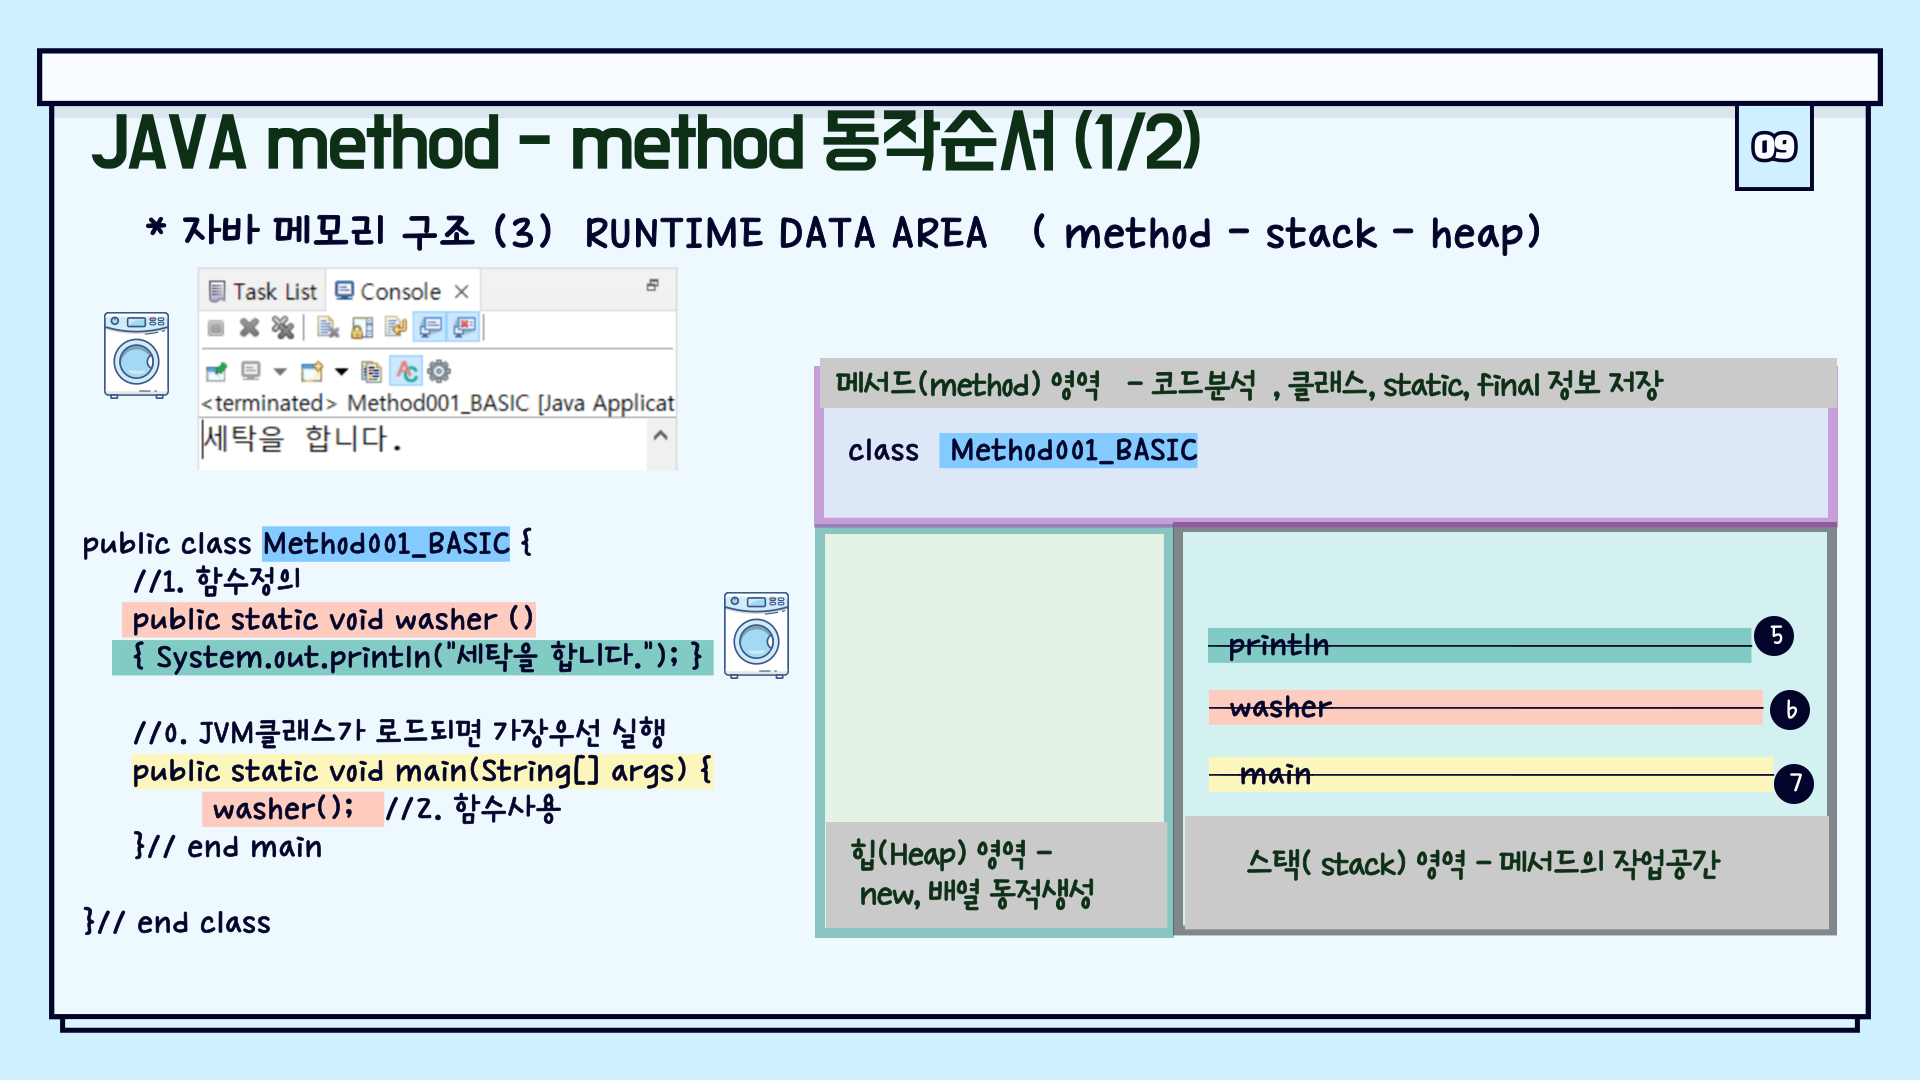 JAVA method - method 동작순서 (1/2)
09
* 자바 메모리 구조 (3) RUNTIME DATA AREA ( method - stack - heap)
Task List Console
<terminated> Method001_BASIC [Java Applicat
세탁을 합니다.
public class Method001_BASIC {
//1. 함수정의
public static void washer ()
{ System.out.println("세탁을 합니다."); }
//0. JVM클래스가 로드되면 가장우선 실행
public static void main(String[] args) {
washer(); //2. 함수사용
}// end main
}// end class
메서드(method) 영역 - 코드분석 , 클래스, static, final 정보 저장
class Method001_BASIC
println 5
washer 6
main 7
힙(Heap) 영역 -
new, 배열 동적생성
스택( stack) 영역 - 메서드의 작업공간